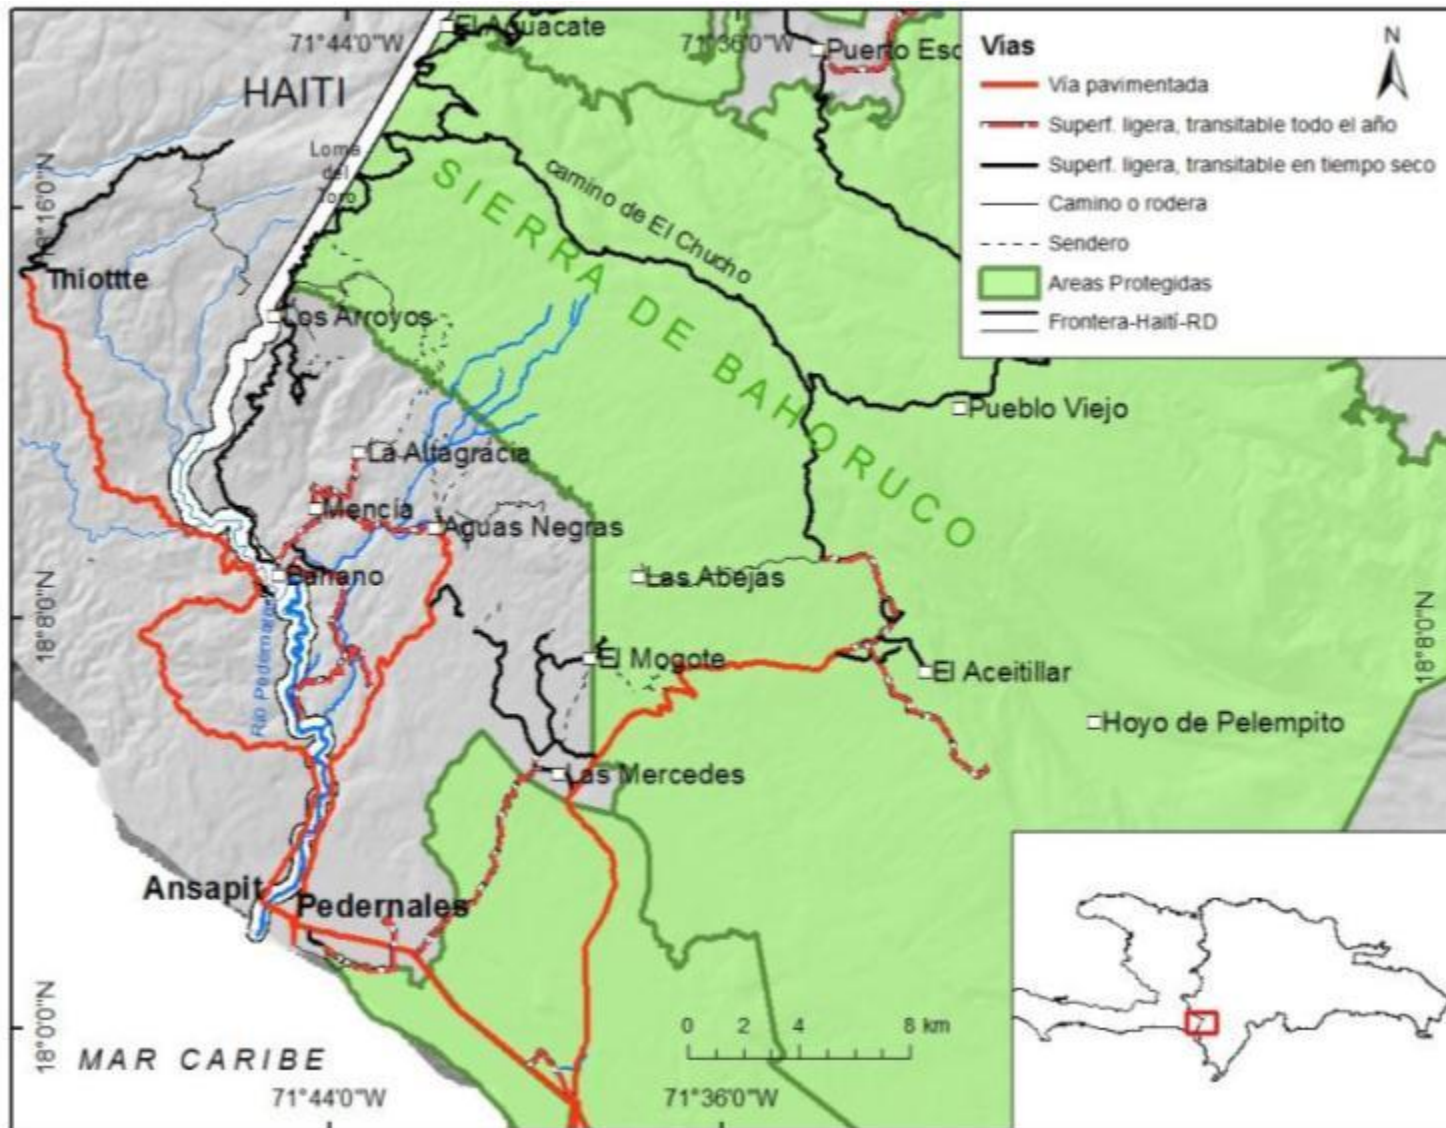 71°44'0"W
El Aguacate
71°36'0"W
Puerto Esc
HAITI
Vias
N
Vía pavimentada
Superf. ligera, transitable todo el año
Superf. ligera, transitable en tiempo seco
Camino o rodera
Sendero
Areas Protegidas
Frontera-Haití-RD
Loma
del
Toro
camino de El Chucho
SIERRA DE BAHORUCO
18°16'0"N
Thiottte
Los Arroyos
Pueblo Viejo
La Altagracia
Mencía
Aguas Negras
Banano
Las Abejas
18°8'0"N
18°8'0"N
Río Pedernales
El Mogote
El Aceitillar
Hoyo de Pelempito
Las Mercedes
Ansapit
Pedernales
18°0'0"N
0 2 4 8 km
MAR CARIBE
71°44'0"W
71°36'0"W